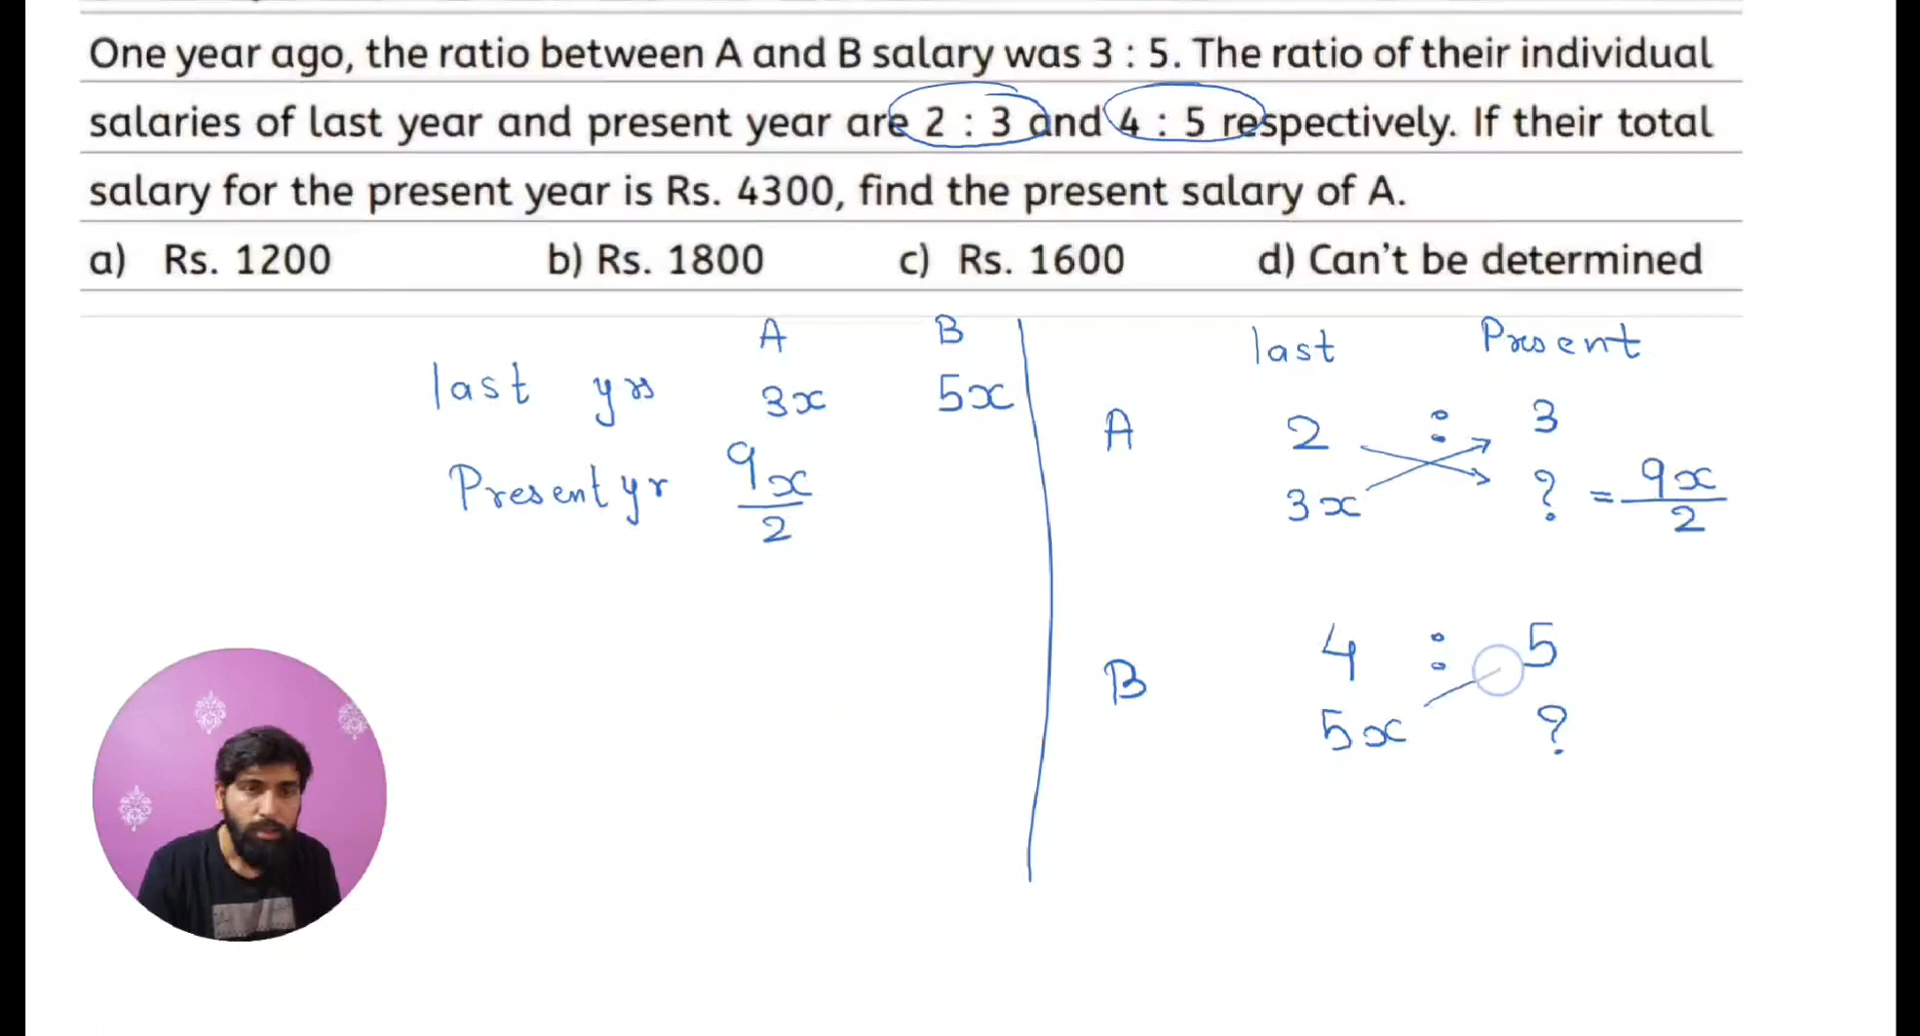 One year ago, the ratio between A and B salary was 3 : 5. The ratio of their individual
salaries of last year and present year are 2 : 3 and 4 : 5 respectively. If their total
salary for the present year is Rs. 4300, find the present salary of A.
a) Rs. 1200 b) Rs. 1800 c) Rs. 1600 d) Can't be determined
A B
last yrs 3x 5x
Present yr 9x/2
last Present
A 2 : 3
3x ? = 9x/2
B 4 : 5
5x ?